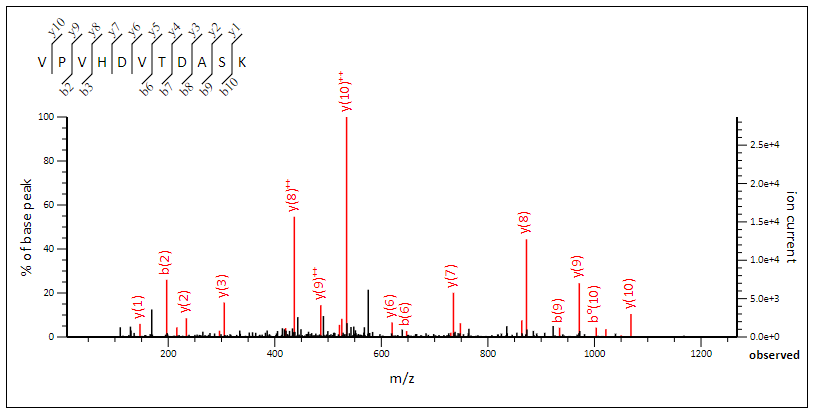 y10 y9 y8 y7 y6 y5 y4 y3 y2 y1
V P V H D V T D A S K
b2 b3 b6 b7 b8 b9 b10
% of base peak
100
80
60
40
20
0
y(1)
b(2)
y(2)
y(3)
y(8)++
y(9)++
y(10)++
y(6)
b(6)
y(7)
y(8)
b(9)
y(9)
b°(10)
y(10)
2.5e+4
2.0e+4
1.5e+4
1.0e+4
5.0e+3
0.0e+0
ion current
200 400 600 800 1000 1200
observed
m/z